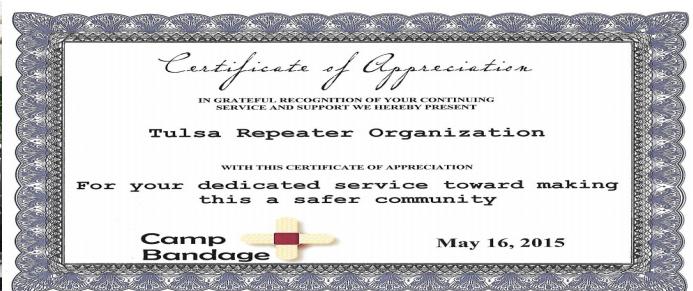 Certificate of Appreciation
IN GRATEFUL RECOGNITION OF YOUR CONTINUING
SERVICE AND SUPPORT WE HEREBY PRESENT
Tulsa Repeater Organization
WITH THIS CERTIFICATE OF APPRECIATION
For your dedicated service toward making
this a safer community
Camp
Bandage
May 16, 2015